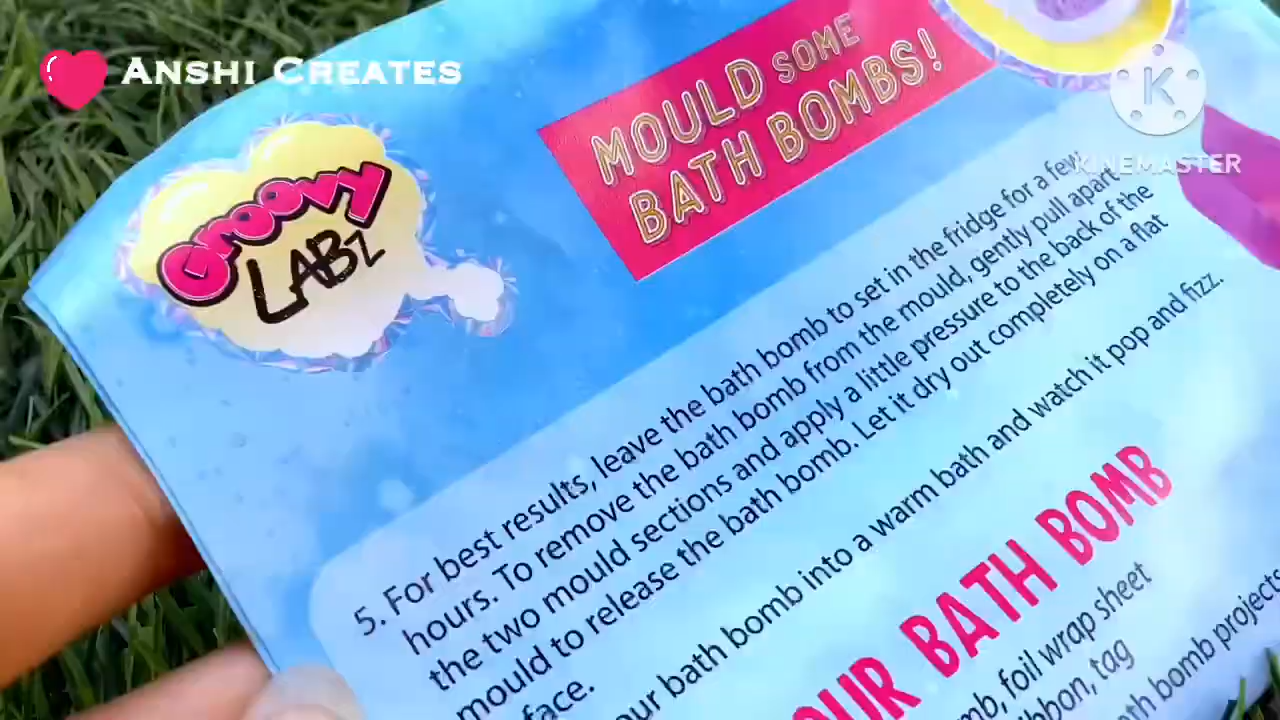 ANSHI CREATES
K
KINEMASTER
Groovy
LABZ
MOULD SOME
BATH BOMBS!
5. For best results, leave the bath bomb to set in the fridge for a few
hours. To remove the bath bomb from the mould, gently pull apart
the two mould sections and apply a little pressure to the back of the
mould to release the bath bomb. Let it dry out completely on a flat
bath bomb into a warm bath and watch it pop and fizz.
BATH BOMB
foil wrap sheet
tag
bomb projects